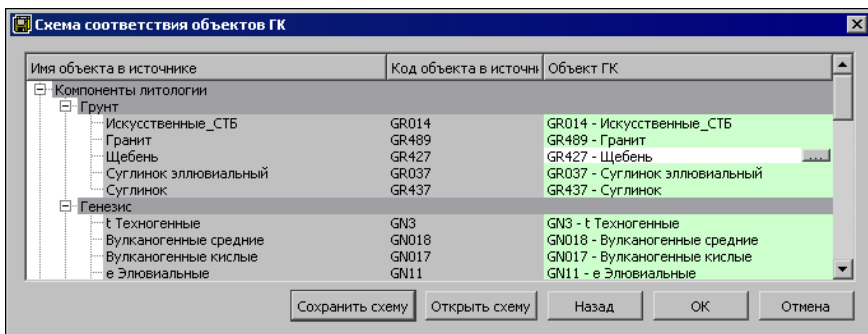 Схема соответствия объектов ГК
Имя объекта в источнике Код объекта в источни Объект ГК
Компоненты литологии
Грунт
Искусственные_СТБ GR014 GR014 - Искусственные_СТБ
Гранит GR489 GR489 - Гранит
Щебень GR427 GR427 - Щебень ...
Суглинок эллювиальный GR037 GR037 - Суглинок эллювиальный
Суглинок GR437 GR437 - Суглинок
Генезис
t Техногенные GN3 GN3 - t Техногенные
Вулканогенные средние GN018 GN018 - Вулканогенные средние
Вулканогенные кислые GN017 GN017 - Вулканогенные кислые
е Элювиальные GN11 GN11 - е Элювиальные
Сохранить схему Открыть схему Назад ОК Отмена